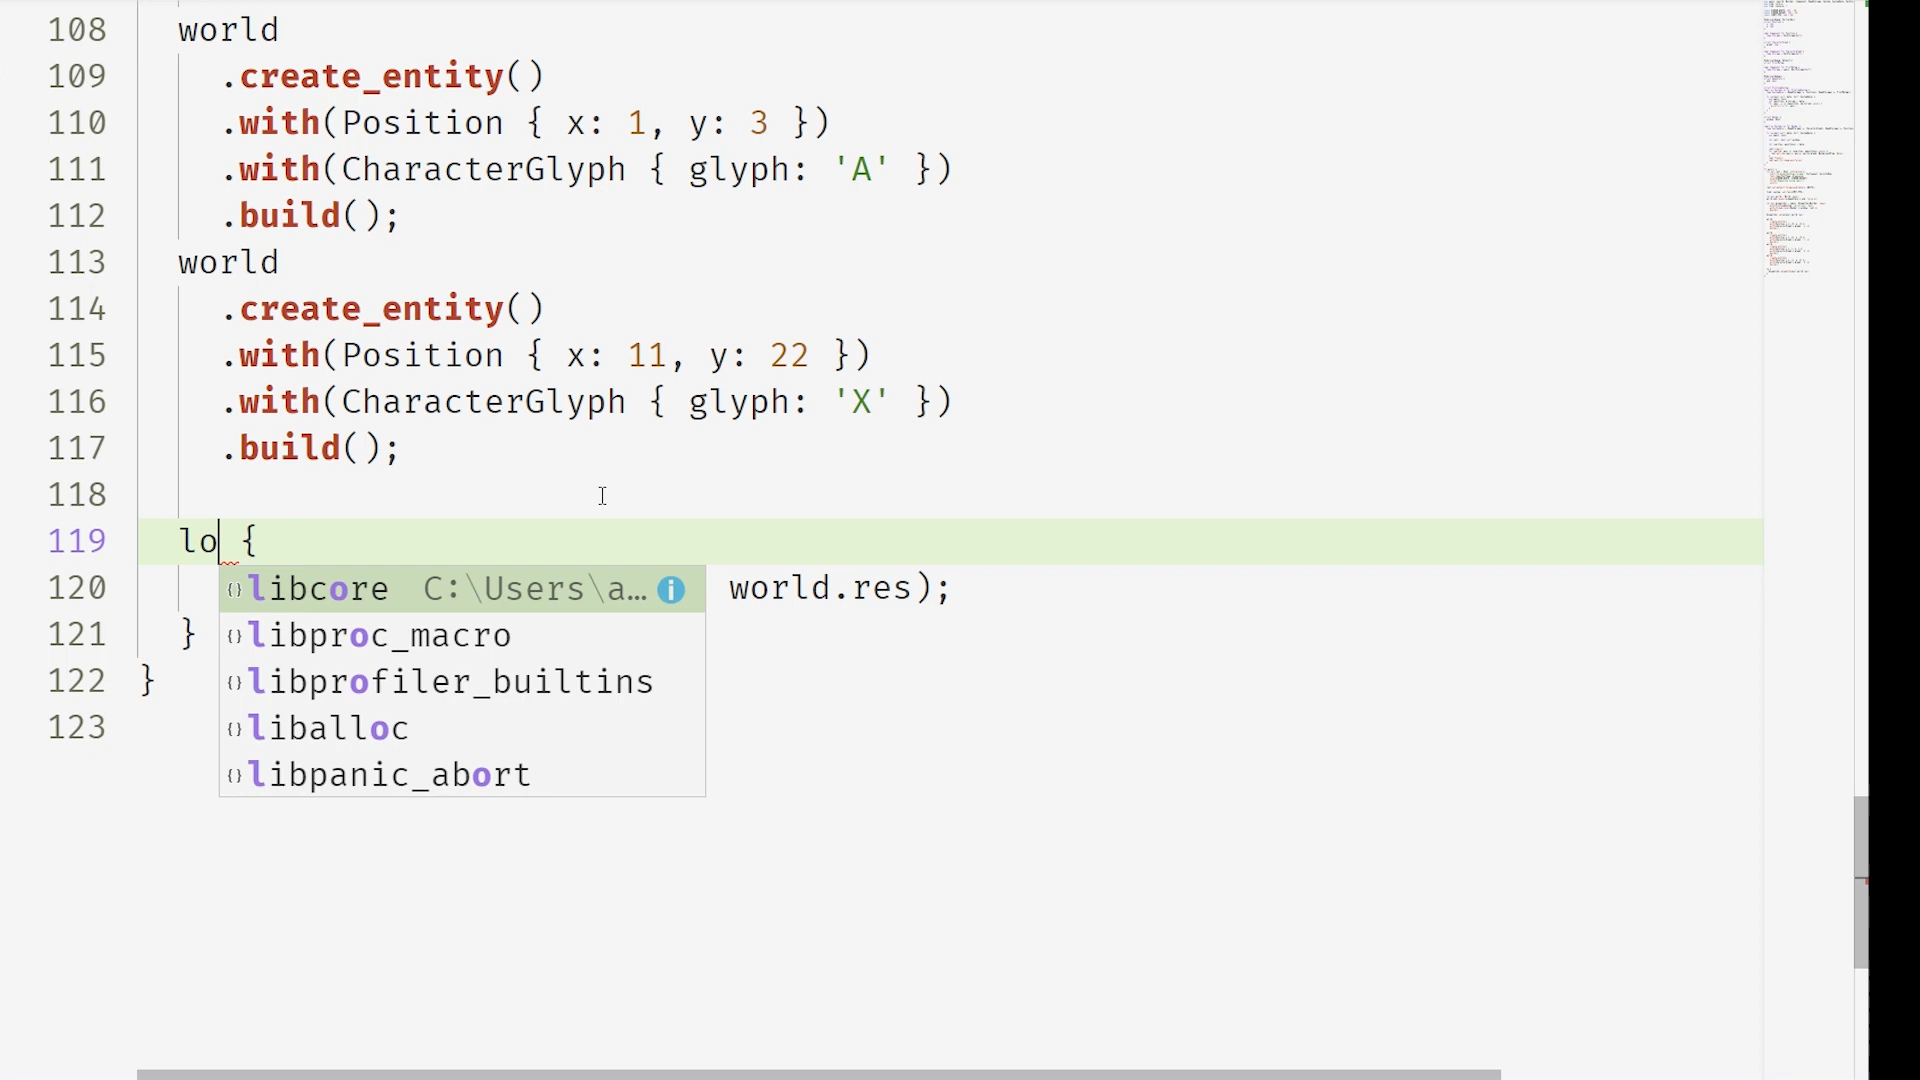 108 world
109 .create_entity()
110 .with(Position { x: 1, y: 3 })
111 .with(CharacterGlyph { glyph: 'A' })
112 .build();
113 world
114 .create_entity()
115 .with(Position { x: 11, y: 22 })
116 .with(CharacterGlyph { glyph: 'X' })
117 .build();
118
119 lo {
120 world.res);
libcore C:\Users\a…
121 }
libproc_macro
122 }
libprofiler_builtins
123
liballoc
libpanic_abort